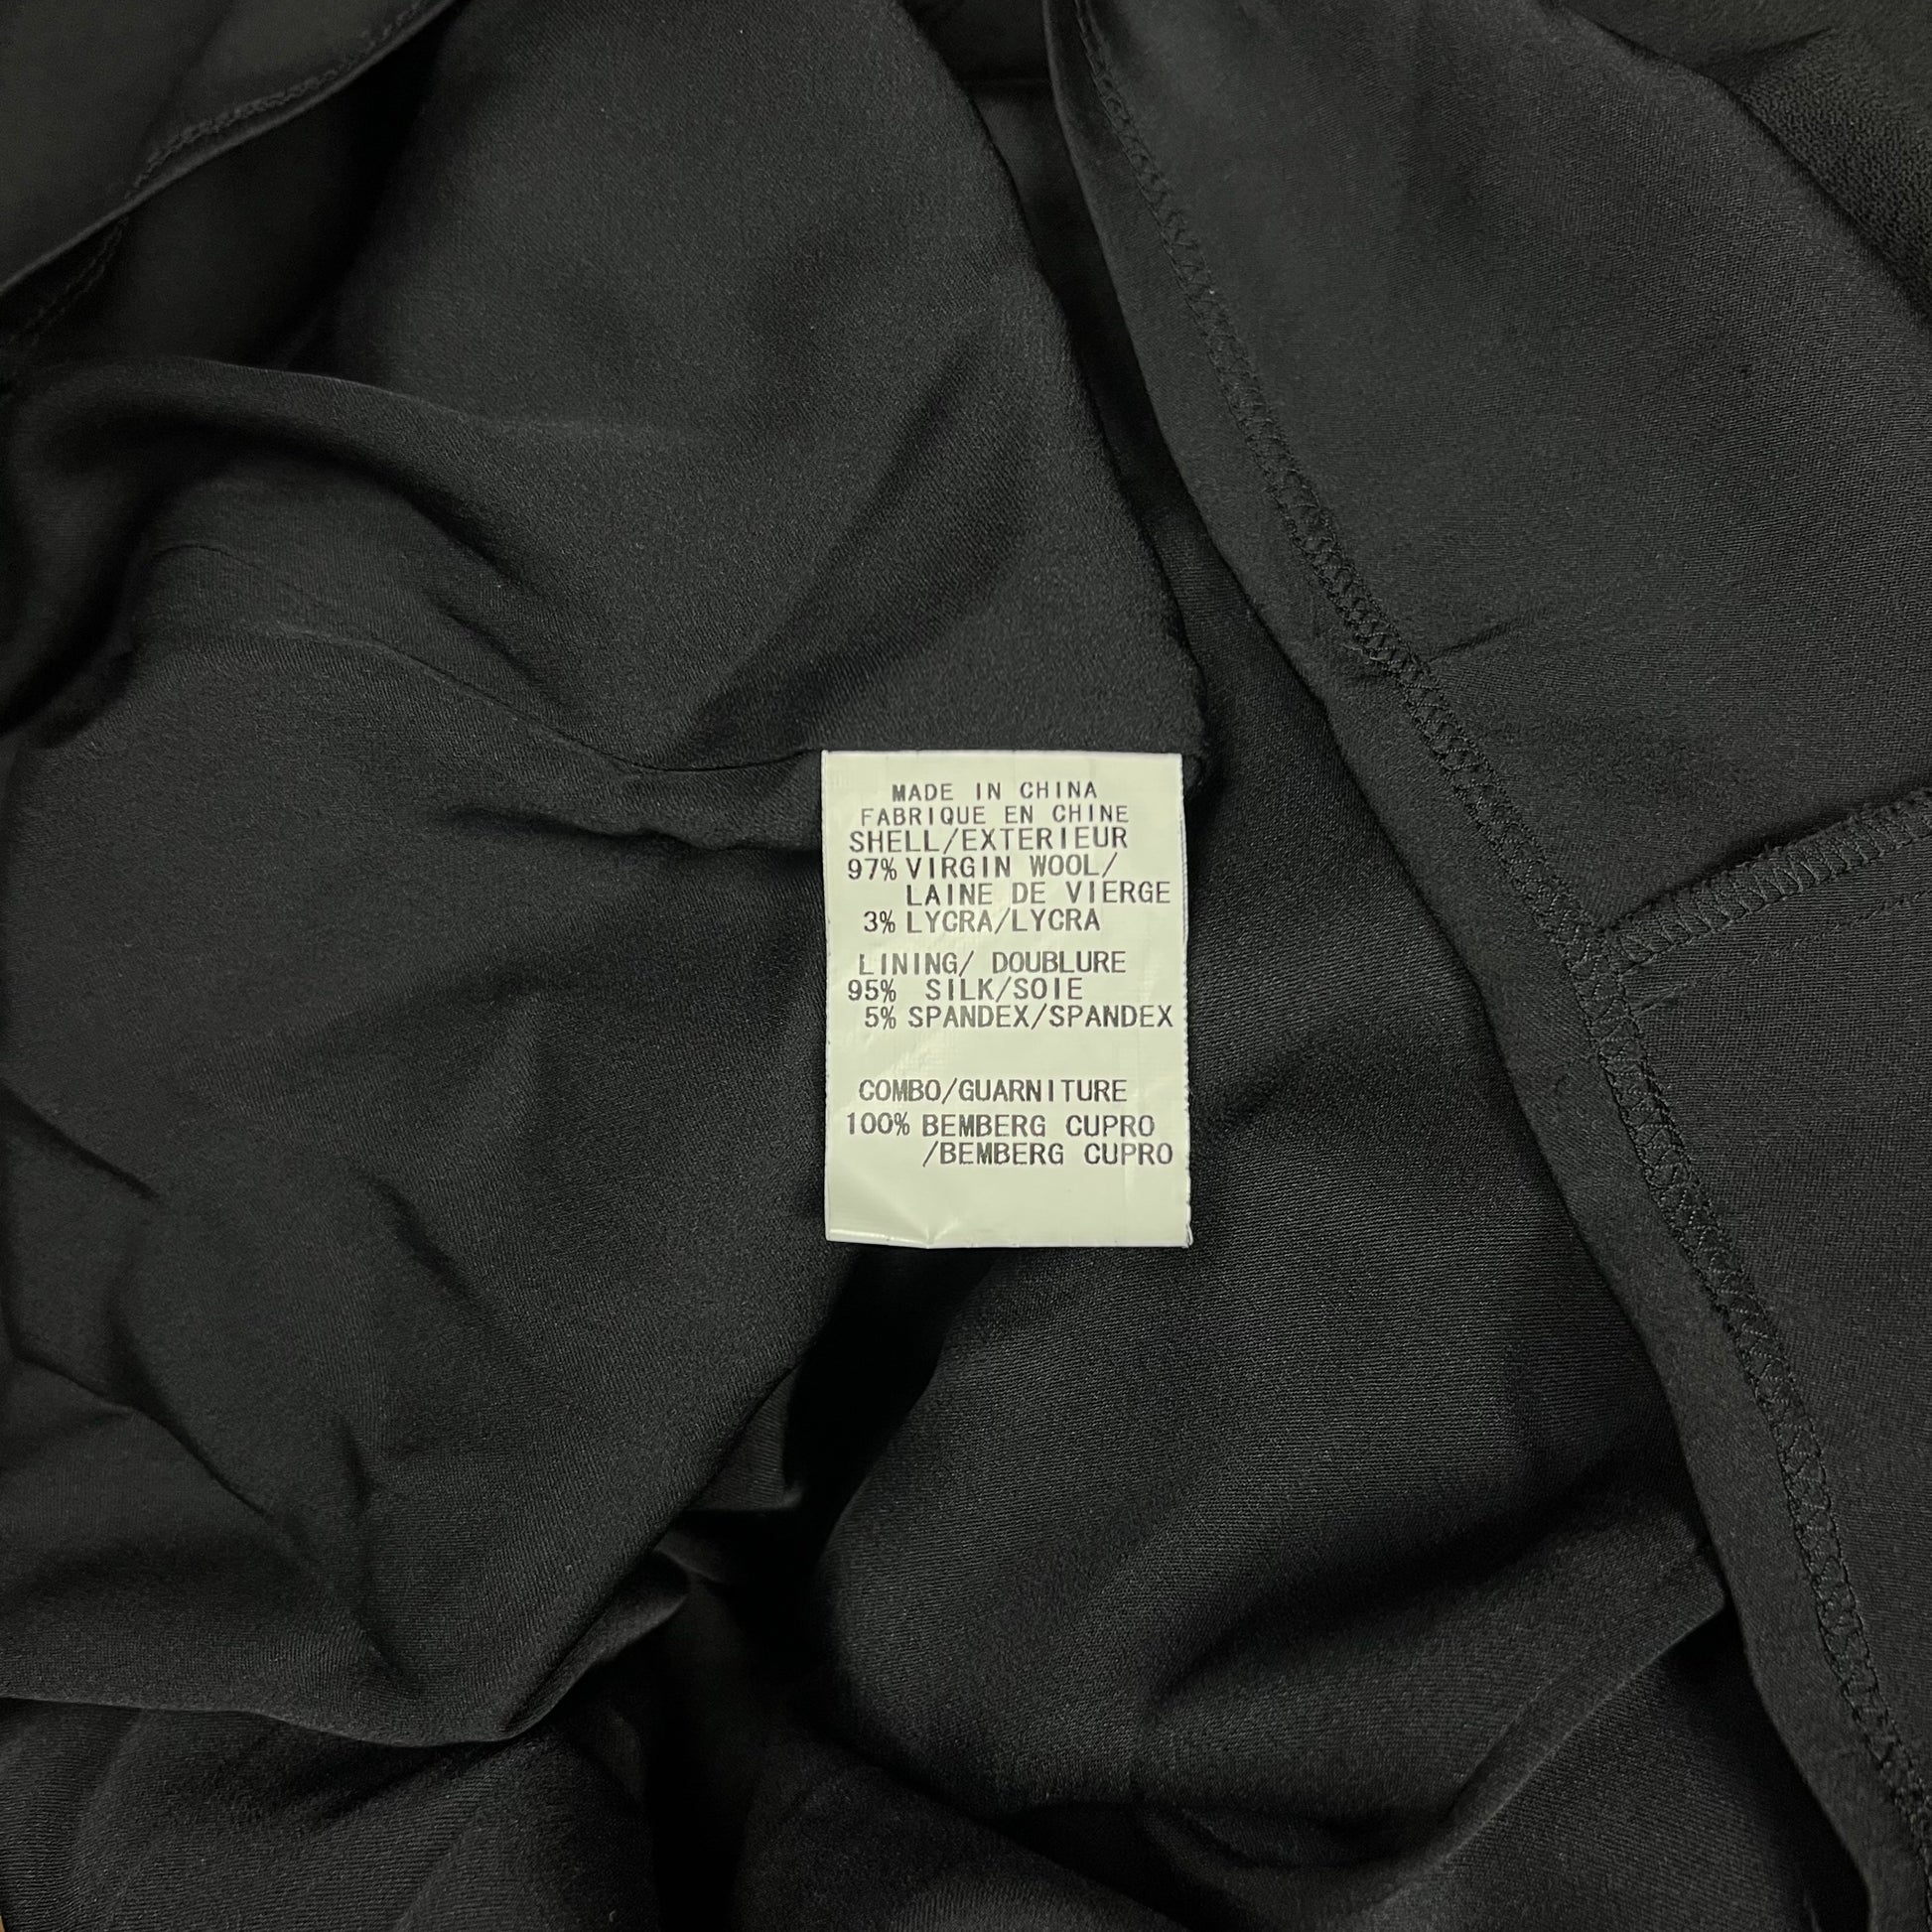 MADE IN CHINA
FABRIQUE EN CHINE
SHELL/EXTERIEUR
97% VIRGIN WOOL/
LAINE DE VIERGE
3% LYCRA/LYCRA
LINING/ DOUBLURE
95% SILK/SOIE
5% SPANDEX/SPANDEX
COMBO/GUARNITURE
100% BEMBERG CUPRO
/BEMBERG CUPRO